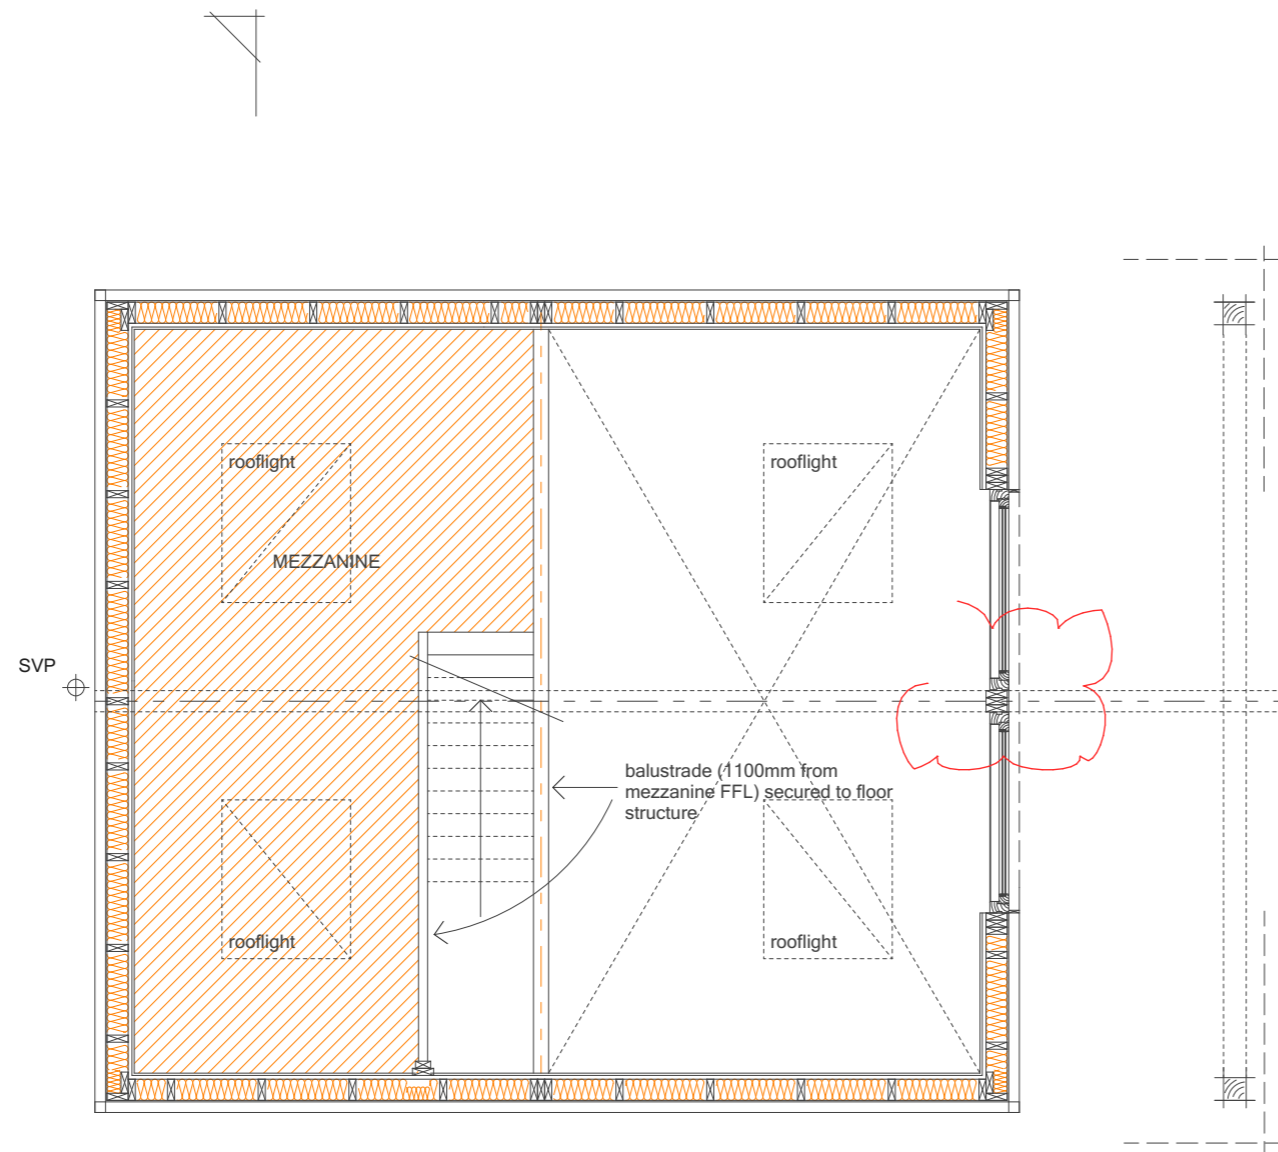 rooflight
rooflight
MEZZANINE
SVP
balustrade (1100mm from
mezzanine FFL) secured to floor
structure
rooflight
rooflight